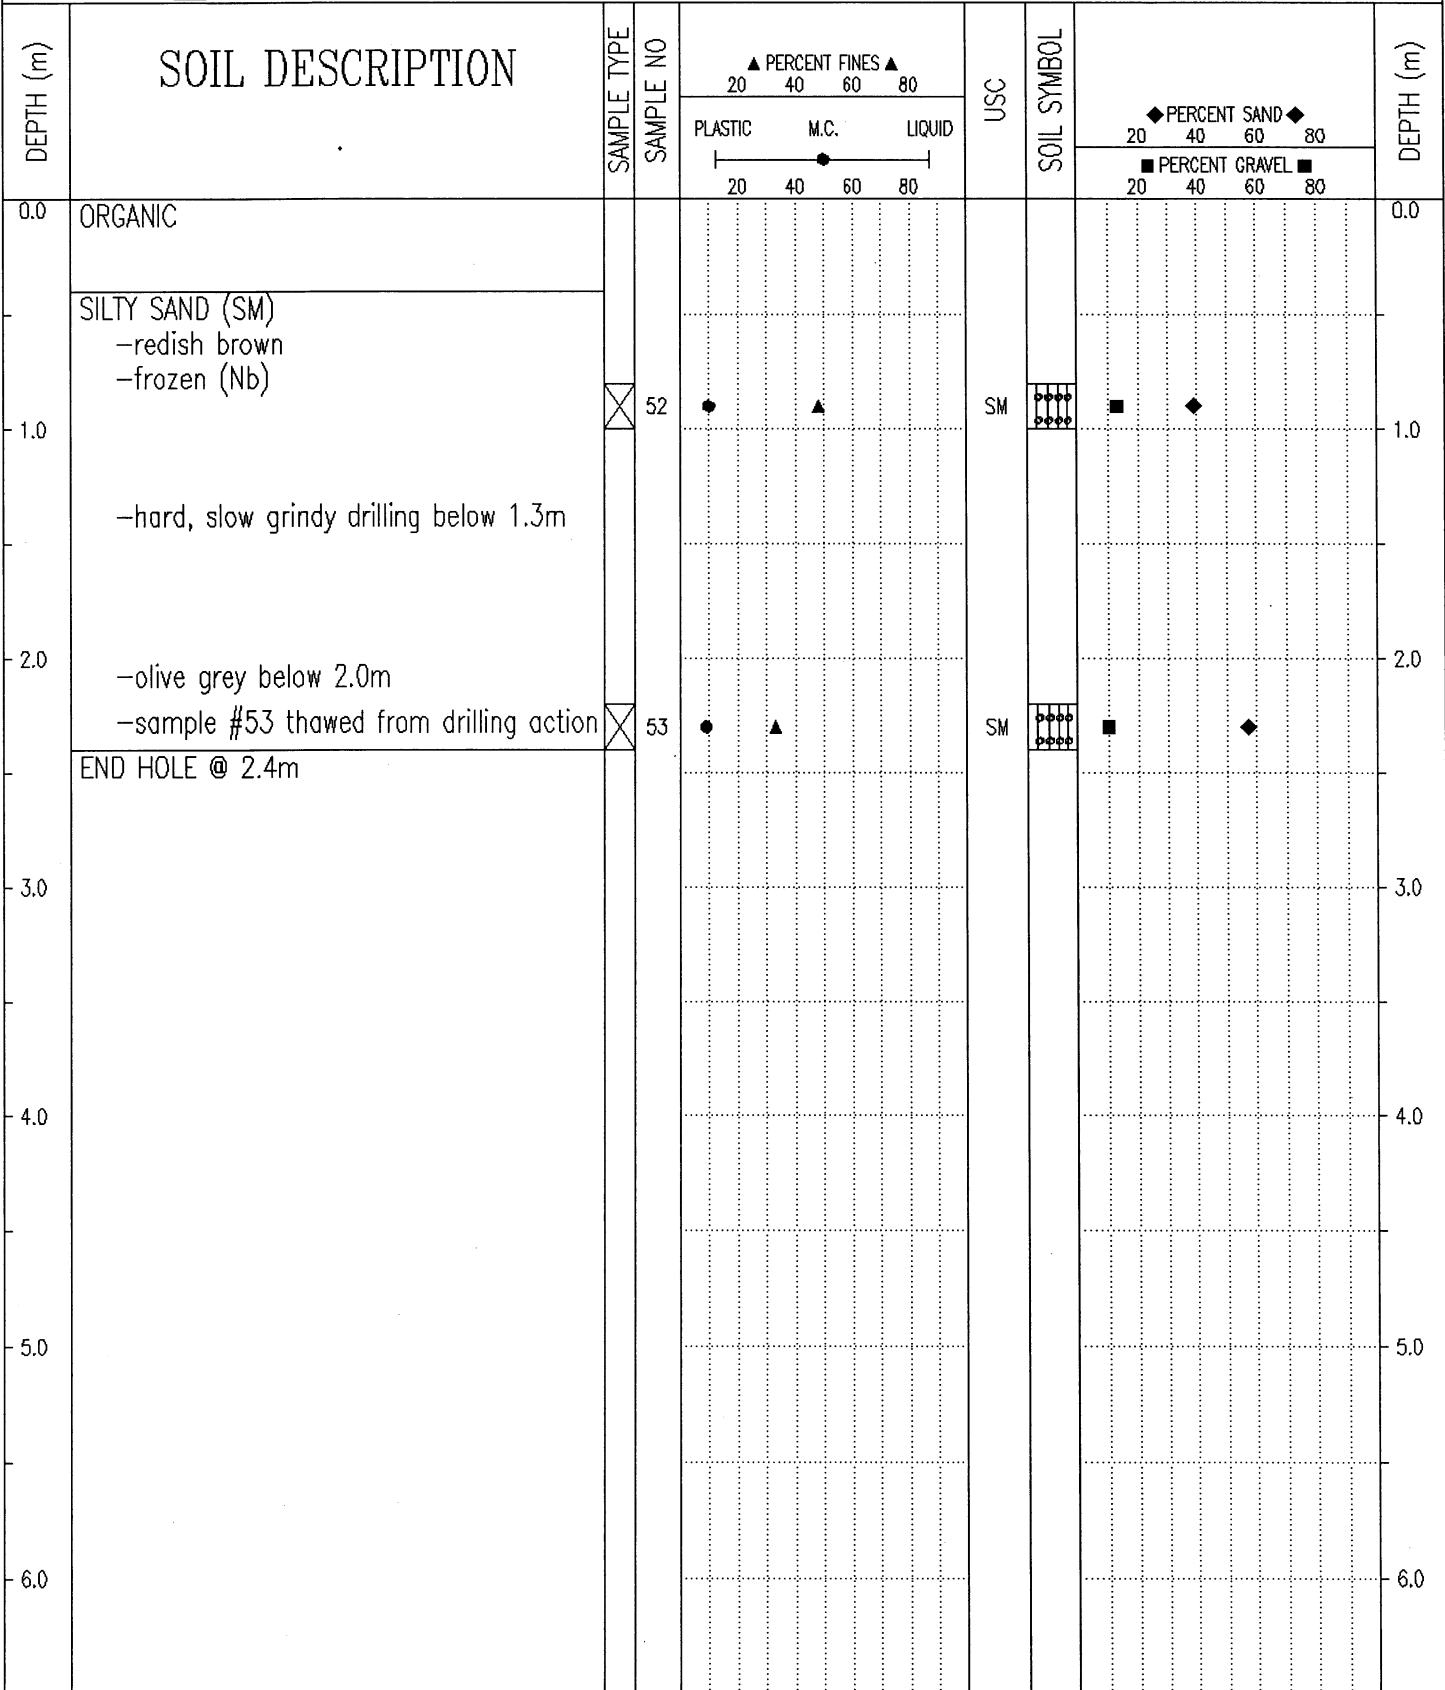 DEPTH (m)
SOIL DESCRIPTION
SAMPLE TYPE
SAMPLE NO
▲ PERCENT FINES ▲
20 40 60 80
PLASTIC M.C. LIQUID
20 40 60 80
USC
SOIL SYMBOL
◆PERCENT SAND◆
20 40 60 80
■PERCENT GRAVEL■
20 40 60 80
DEPTH (m)
0.0 ORGANIC 0.0
SILTY SAND (SM)
-redish brown
-frozen (Nb)
52 SM
1.0 1.0
-hard, slow grindy drilling below 1.3m
2.0 2.0
-olive grey below 2.0m
-sample #53 thawed from drilling action 53 SM
END HOLE @ 2.4m
3.0 3.0
4.0 4.0
5.0 5.0
6.0 6.0